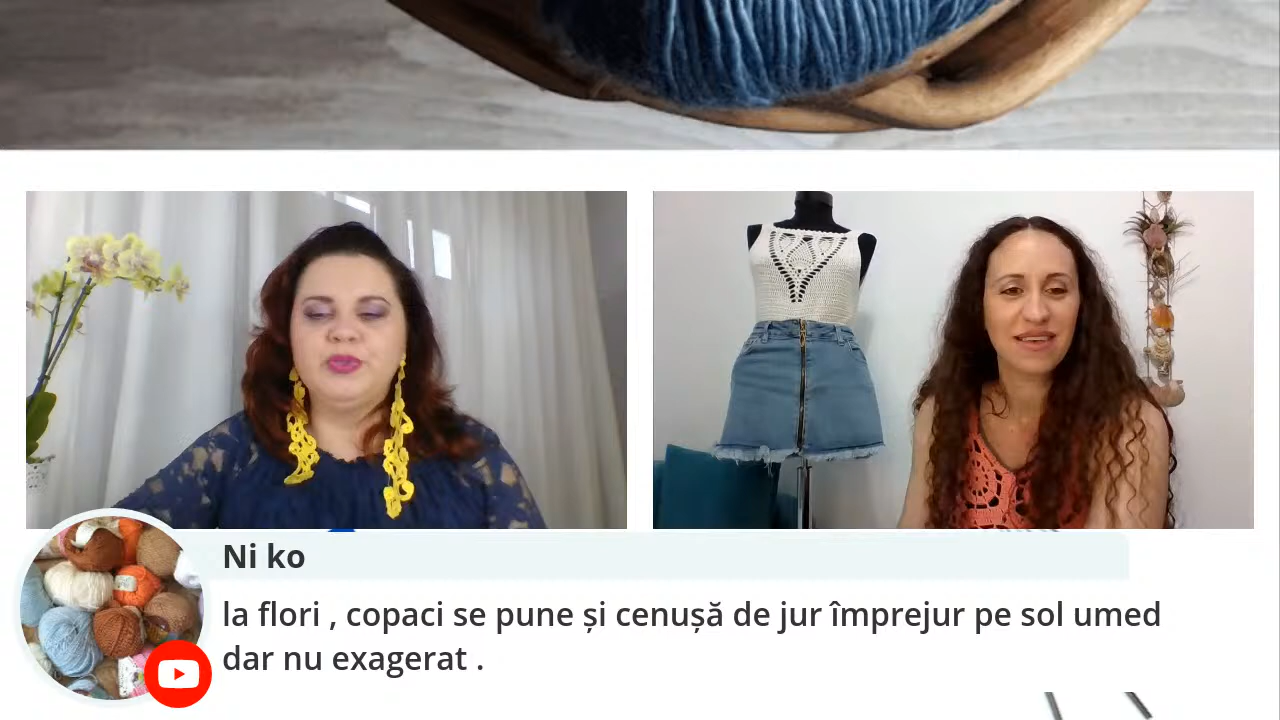 Ni ko
la flori , copaci se pune și cenușă de jur împrejur pe sol umed
dar nu exagerat .